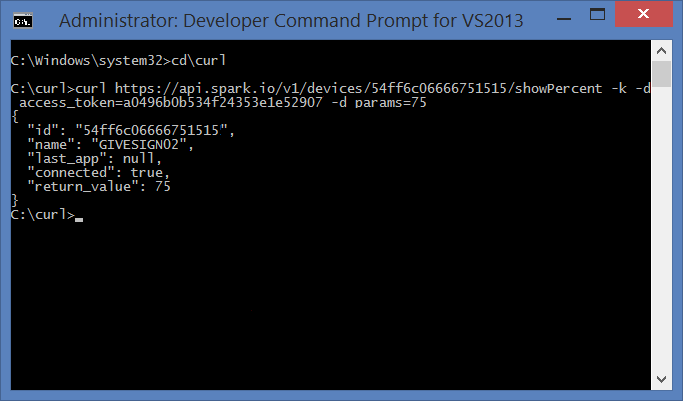 Administrator: Developer Command Prompt for VS2013
C:\Windows\system32>cd\curl
C:\curl>curl https://api.spark.io/v1/devices/54ff6c06666751515/showPercent -k -d
access_token=a0496b0b534f24353e1e52907 -d params=75
{
"id": "54ff6c06666751515",
"name": "GIVESIGN02",
"last_app": null,
"connected": true,
"return_value": 75
}
C:\curl>